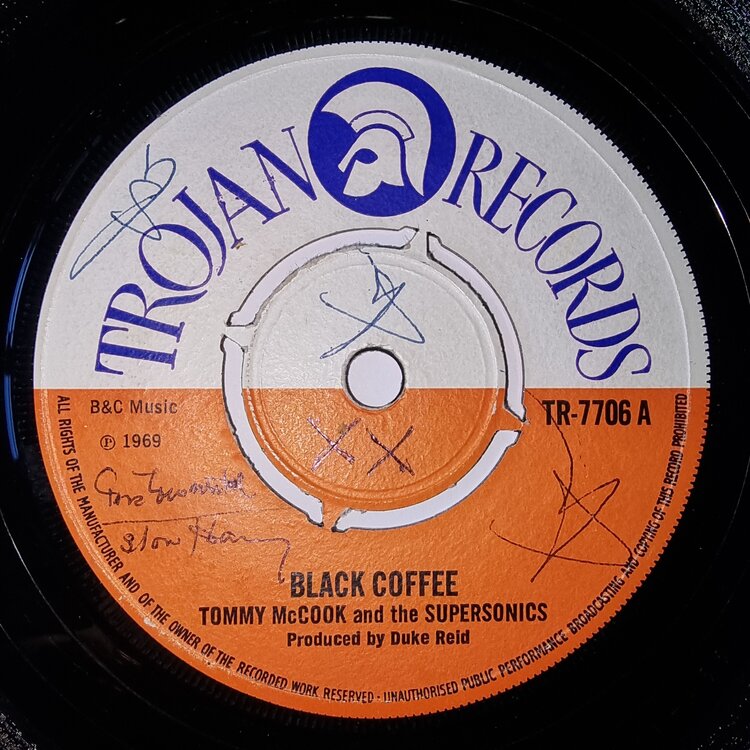 TROJAN RECORDS
B&C Music
TR-7706 A
℗ 1969
XX
BLACK COFFEE
TOMMY McCOOK and the SUPERSONICS
Produced by Duke Reid
ALL RIGHTS OF THE MANUFACTURER AND OF THE OWNER OF THE RECORDED WORK RESERVED - UNAUTHORISED PUBLIC PERFORMANCE BROADCASTING AND COPYING OF THIS RECORD PROHIBITED